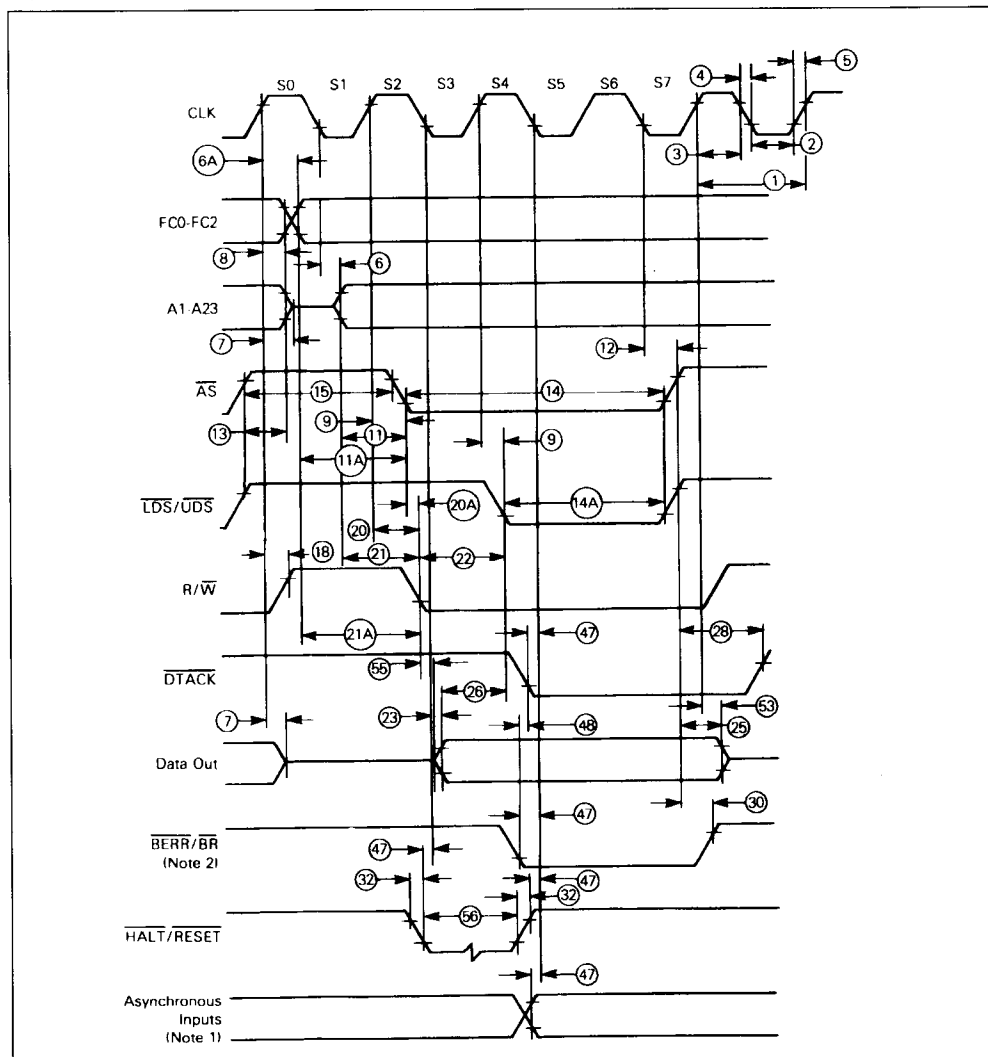 S0 S1 S2 S3 S4 S5 S6 S7 4 5
CLK
3 2
6A 1
FC0-FC2
8 6
A1-A23
7 12
AS
15 14
13 9 11 9
11A
LDS/UDS
20A 14A
20
18 21 22
R/W
21A 47 28
55
DTACK
26 53
23 48 25
7
Data Out
47 30
BERR/BR
(Note 2)
47 47
32 32
56
HALT/RESET
47
Asynchronous
Inputs
(Note 1)